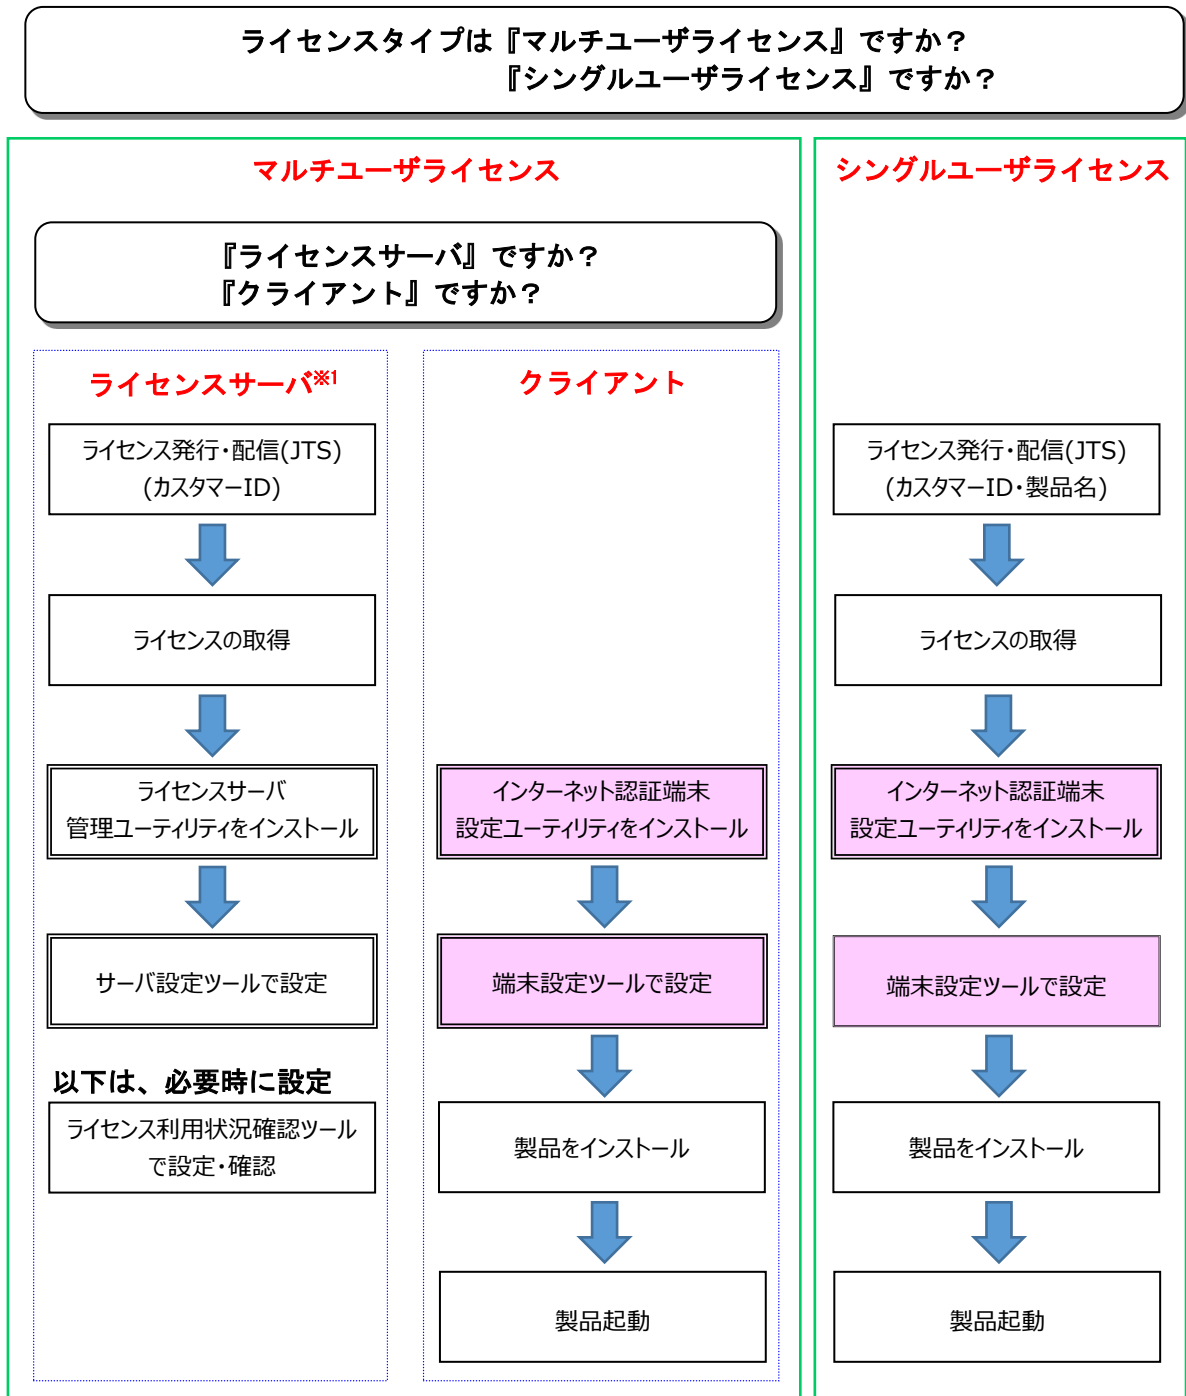 ライセンスタイプは『マルチユーザライセンス』ですか？
『シングルユーザライセンス』ですか？
マルチユーザライセンス
『ライセンスサーバ』ですか？
『クライアント』ですか？
ライセンスサーバ※1
ライセンス発行・配信(JTS)
(カスタマーID)
ライセンスの取得
ライセンスサーバ
管理ユーティリティをインストール
サーバ設定ツールで設定
以下は、必要時に設定
ライセンス利用状況確認ツール
で設定・確認
クライアント
インターネット認証端末
設定ユーティリティをインストール
端末設定ツールで設定
製品をインストール
製品起動
シングルユーザライセンス
ライセンス発行・配信(JTS)
(カスタマーID・製品名)
ライセンスの取得
インターネット認証端末
設定ユーティリティをインストール
端末設定ツールで設定
製品をインストール
製品起動